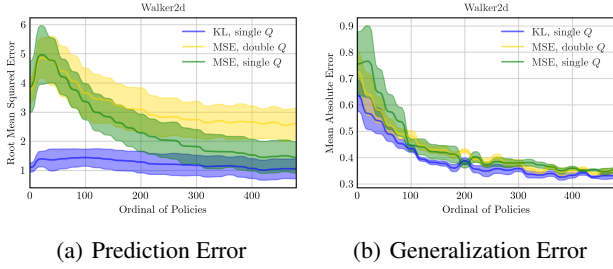 Walker2d
KL, single Q
MSE, double Q
MSE, single Q
Root Mean Squared Error
6
5
4
3
2
1
0
100
200
300
400
Ordinal of Policies
(a) Prediction Error
Walker2d
KL, single Q
MSE, double Q
MSE, single Q
Mean Absolute Error
0.9
0.8
0.7
0.6
0.5
0.4
0.3
0
100
200
300
400
Ordinal of Policies
(b) Generalization Error